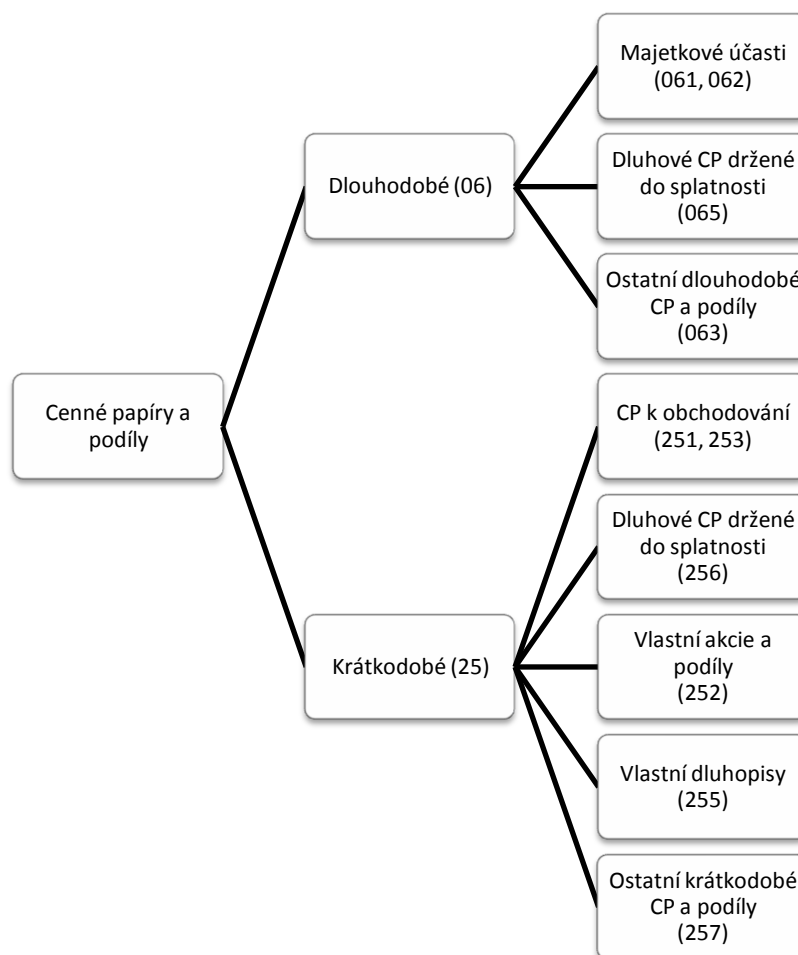 Cenné papíry a
podíly
Dlouhodobé (06)
Majetkové účasti
(061, 062)
Dluhové CP držené
do splatnosti
(065)
Ostatní dlouhodobé
CP a podíly
(063)
Krátkodobé (25)
CP k obchodování
(251, 253)
Dluhové CP držené
do splatnosti
(256)
Vlastní akcie a
podíly
(252)
Vlastní dluhopisy
(255)
Ostatní krátkodobé
CP a podíly
(257)